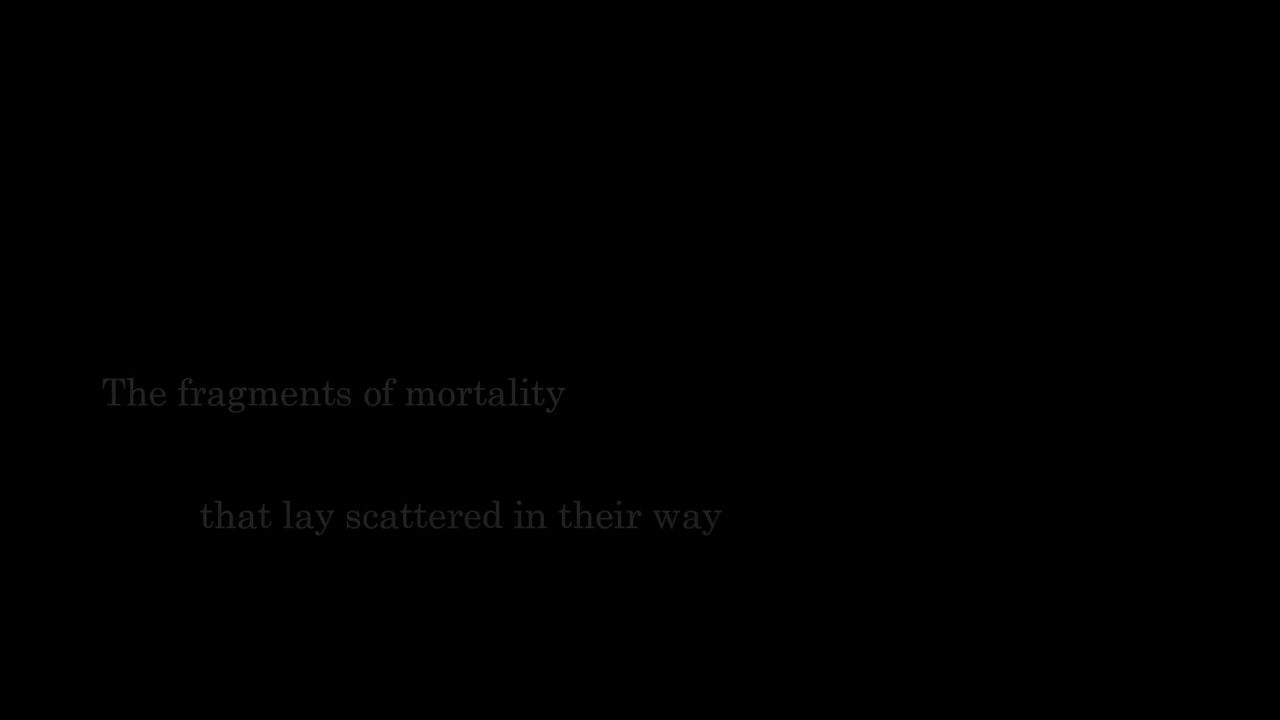 The fragments of mortality
that lay scattered in their way